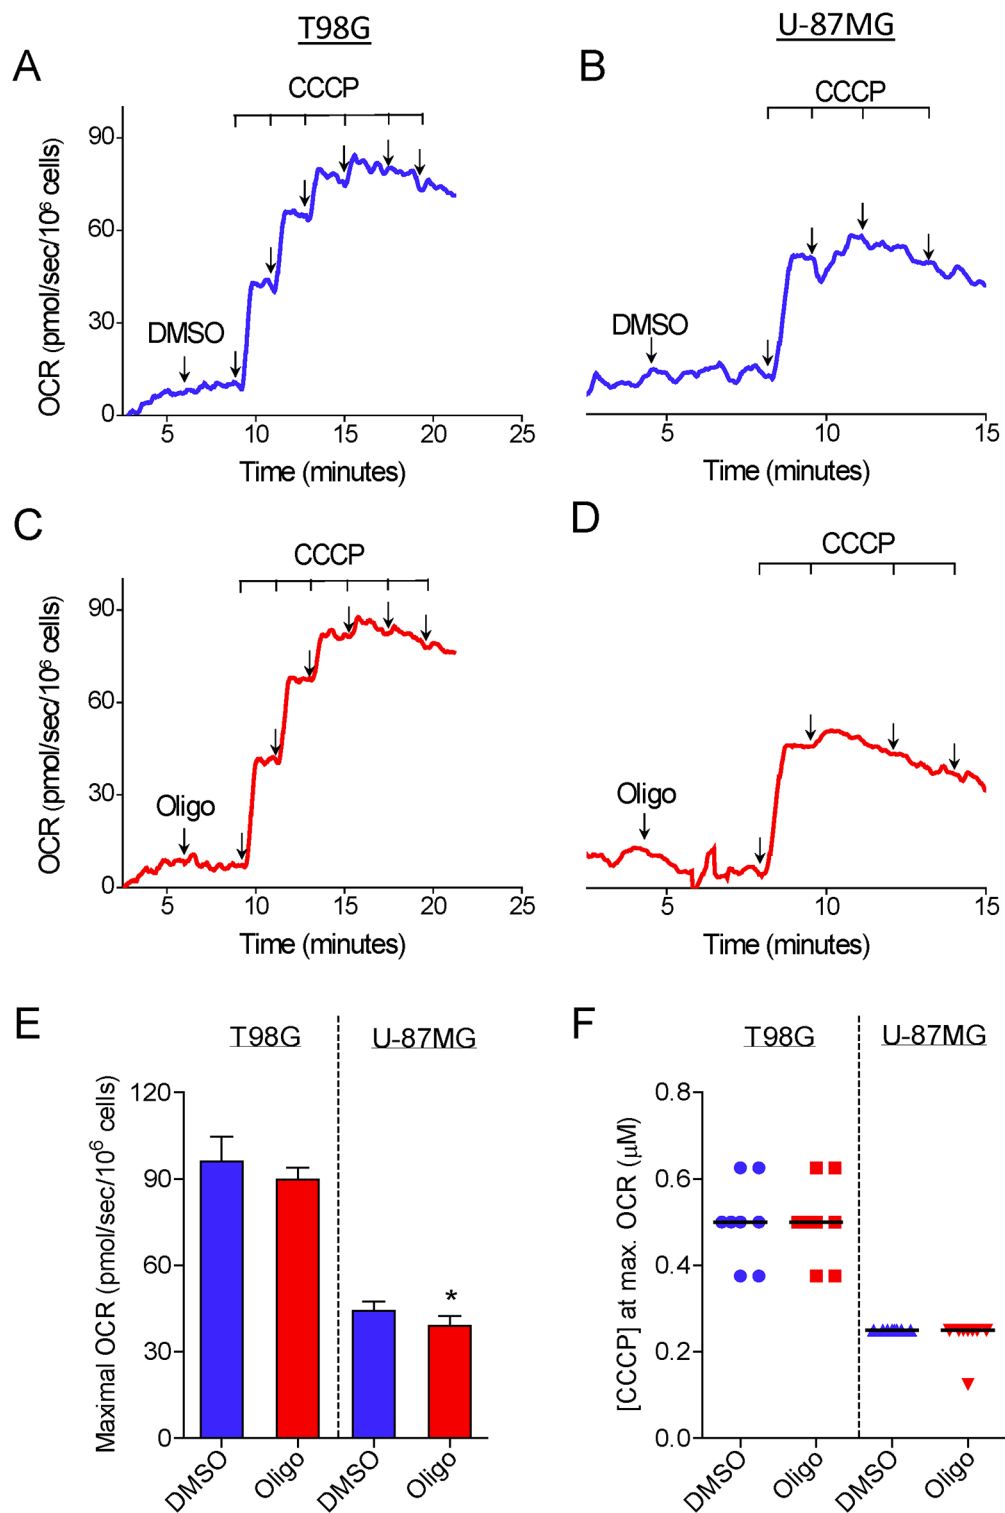 T98G
U-87MG
A
B
CCCP
CCCP
90
60
30
0
OCR (pmol/sec/10⁶ cells)
DMSO
DMSO
5
10
15
20
25
5
10
15
Time (minutes)
Time (minutes)
C
D
CCCP
CCCP
90
60
30
0
OCR (pmol/sec/10⁶ cells)
Oligo
Oligo
5
10
15
20
25
5
10
15
Time (minutes)
Time (minutes)
E
T98G
U-87MG
120
90
60
30
0
Maximal OCR (pmol/sec/10⁶ cells)
*
DMSO
Oligo
DMSO
Oligo
F
T98G
U-87MG
0.8
0.6
0.4
0.2
0.0
[CCCP] at max. OCR (μM)
DMSO
Oligo
DMSO
Oligo